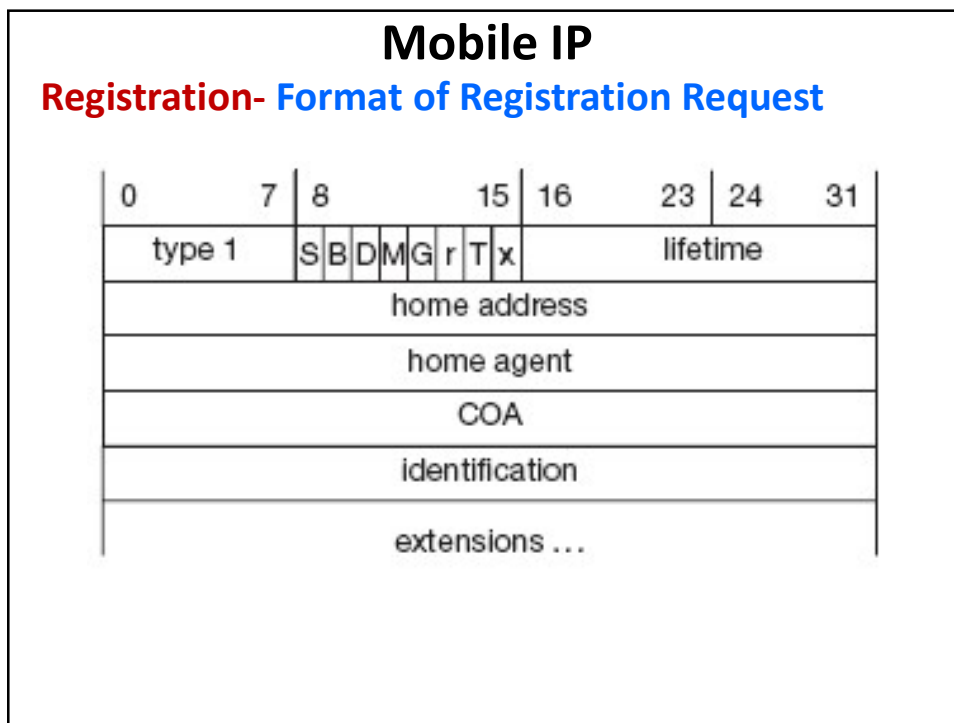 Mobile IP
Registration- Format of Registration Request
0 7 8 15 16 23 24 31
type 1 S B D M G r T x lifetime
home address
home agent
COA
identification
extensions ...